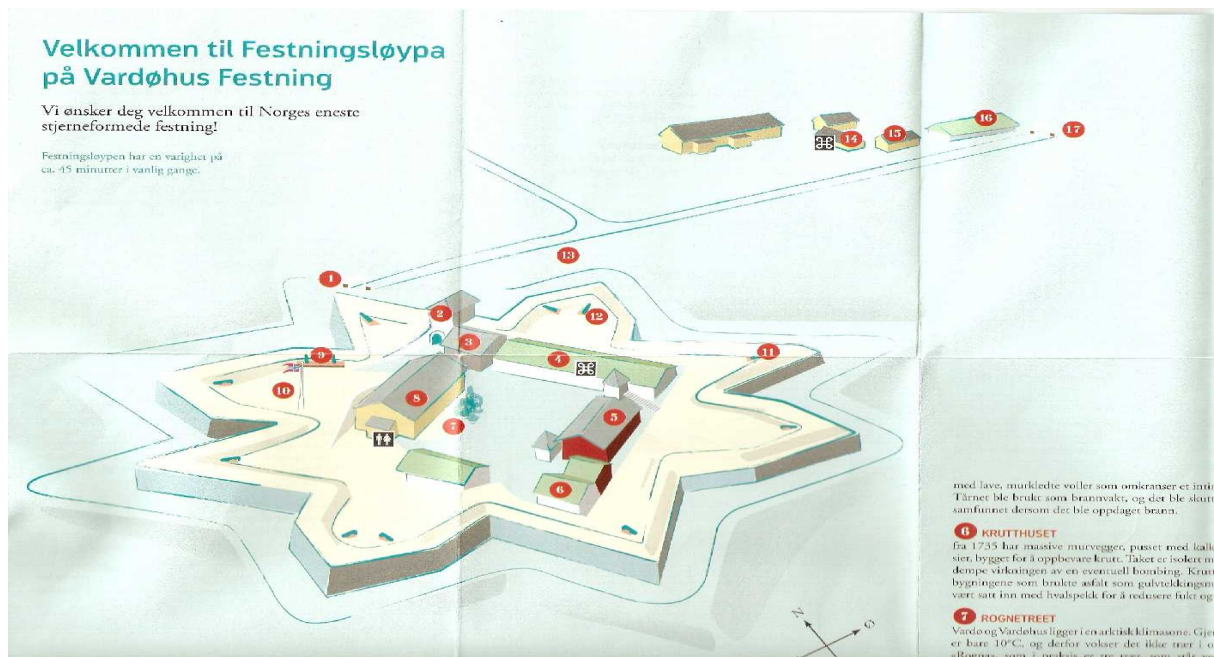 Velkommen til Festningsløypa
på Vardøhus Festning
Vi ønsker deg velkommen til Norges eneste
stjerneformede festning!
Festningsløypen har en varighet på
ca. 45 minutter i vanlig gange.
16
17
15
14
13
1
2
12
3
11
9
4
10
8
5
7
6
med lave, murkledte voller som omkranser et
Tårnet ble brukt som brannvakt, og det ble
samfunnet dersom det ble oppdaget brann.
6 KRUTTHUSET
fra 1735 har massive murvegger, pusset med
sier, bygget for å oppbevare krutt. Taket er isolert
dempe virkningen av en eventuell bombing.
bygningene som brukte asfalt som
vært satt inn med hvalspekk for å redusere fukt og
7 ROGNETREET
Vardø og Vardøhus ligger i en arktisk klimasone.
er bare 10°C, og derfor vokser det ikke trær i
N
Ø